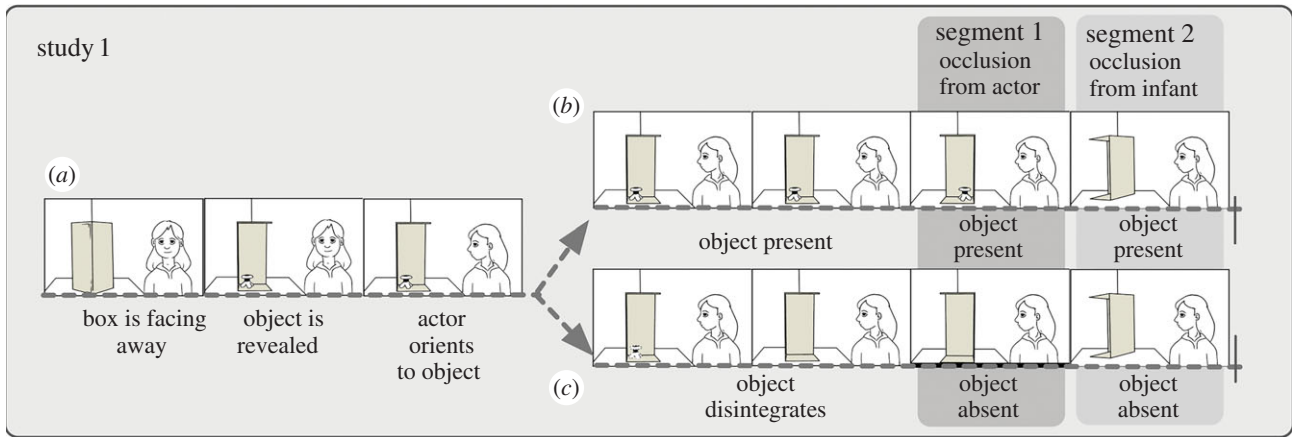 study 1
segment 1
occlusion
from actor
segment 2
occlusion
from infant
(b)
(a)
object present
object
present
object
present
box is facing
away
object is
revealed
actor
orients
to object
(c)
object
disintegrates
object
absent
object
absent